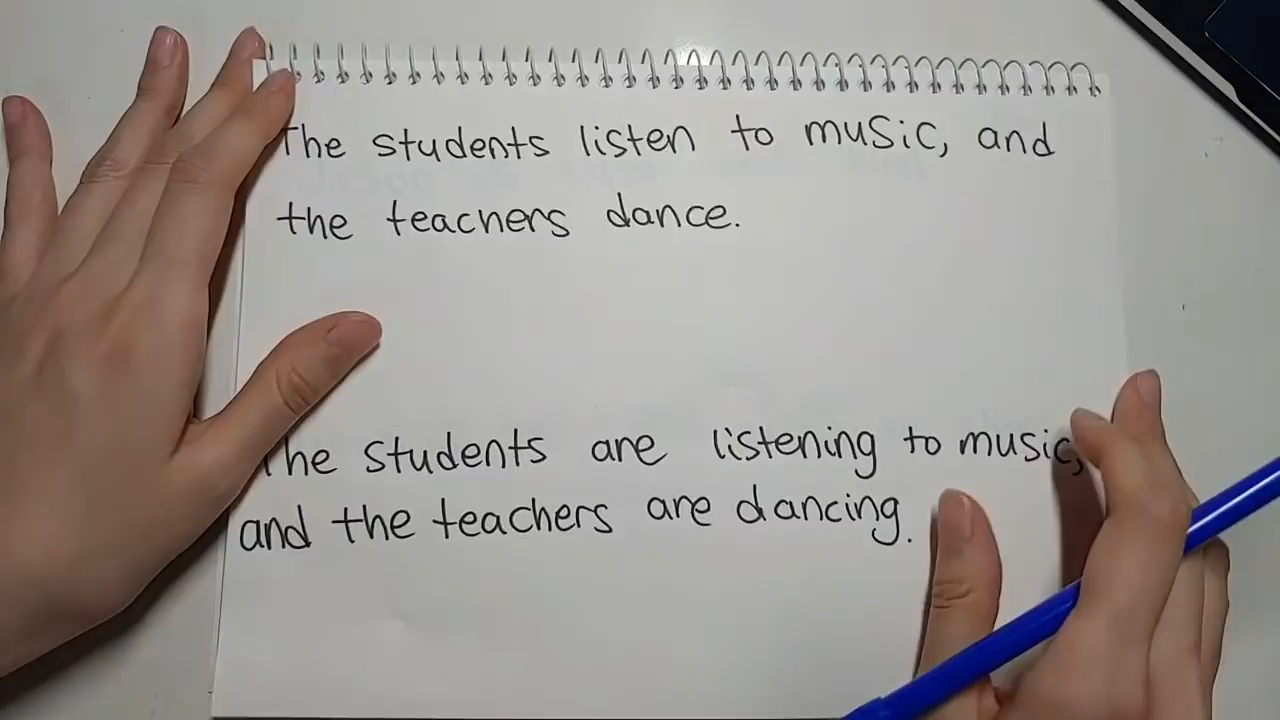 The students listen to music, and
the teachers dance.
The students are listening to music,
and the teachers are dancing.